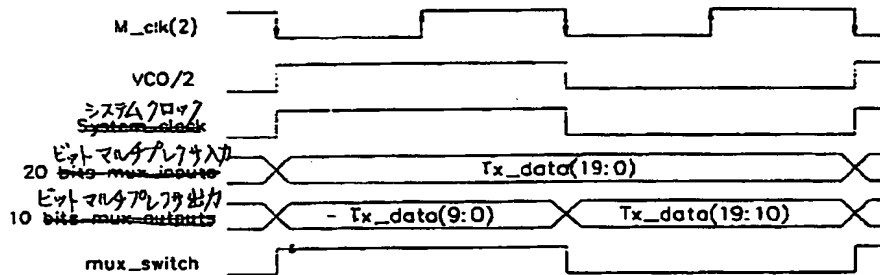 M_clk(2)
VCO/2
システムクロック
System clock
ビットマルチプレクサ入力
20 bits mux inputs
Tx_data(19:0)
ビットマルチプレクサ出力
10 bits mux outputs
- Tx_data(9:0)
Tx_data(19:10)
mux_switch